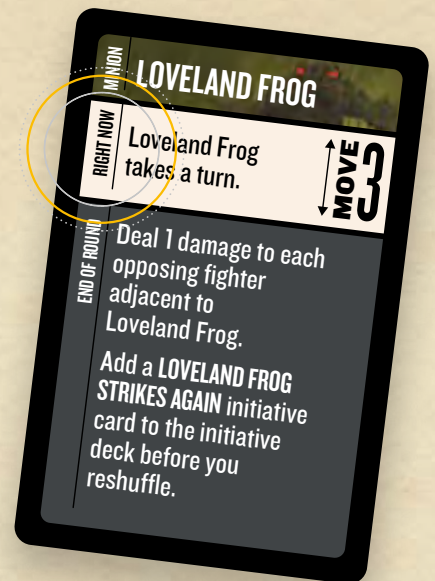 MINION
LOVELAND FROG
RIGHT NOW
Loveland Frog
takes a turn.
MOVE
3
END OF ROUND
Deal 1 damage to each
opposing fighter
adjacent to
Loveland Frog.
Add a LOVELAND FROG
STRIKES AGAIN initiative
card to the initiative
deck before you
reshuffle.